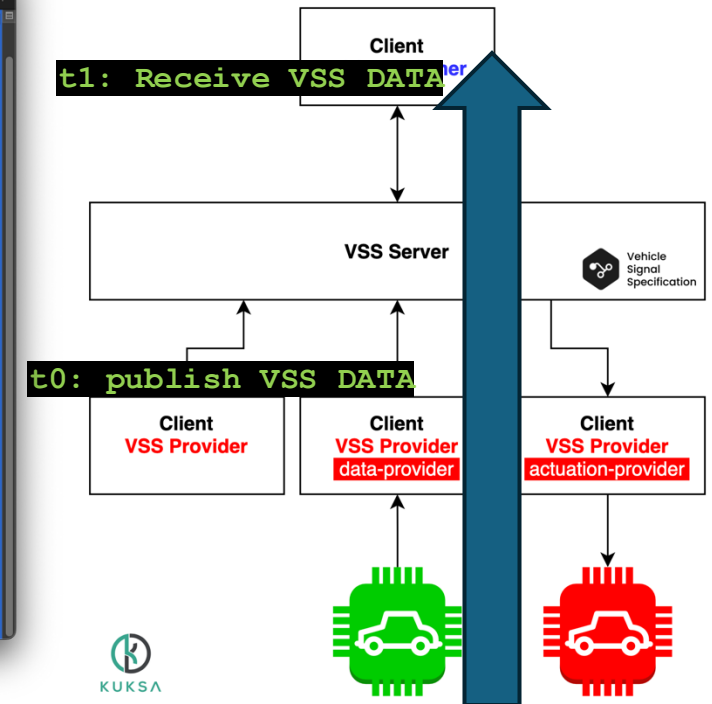 Client
t1: Receive VSS DATA
VSS Server
Vehicle
Signal
Specification
t0: publish VSS DATA
Client
VSS Provider
Client
VSS Provider
data-provider
Client
VSS Provider
actuation-provider
KUKSA